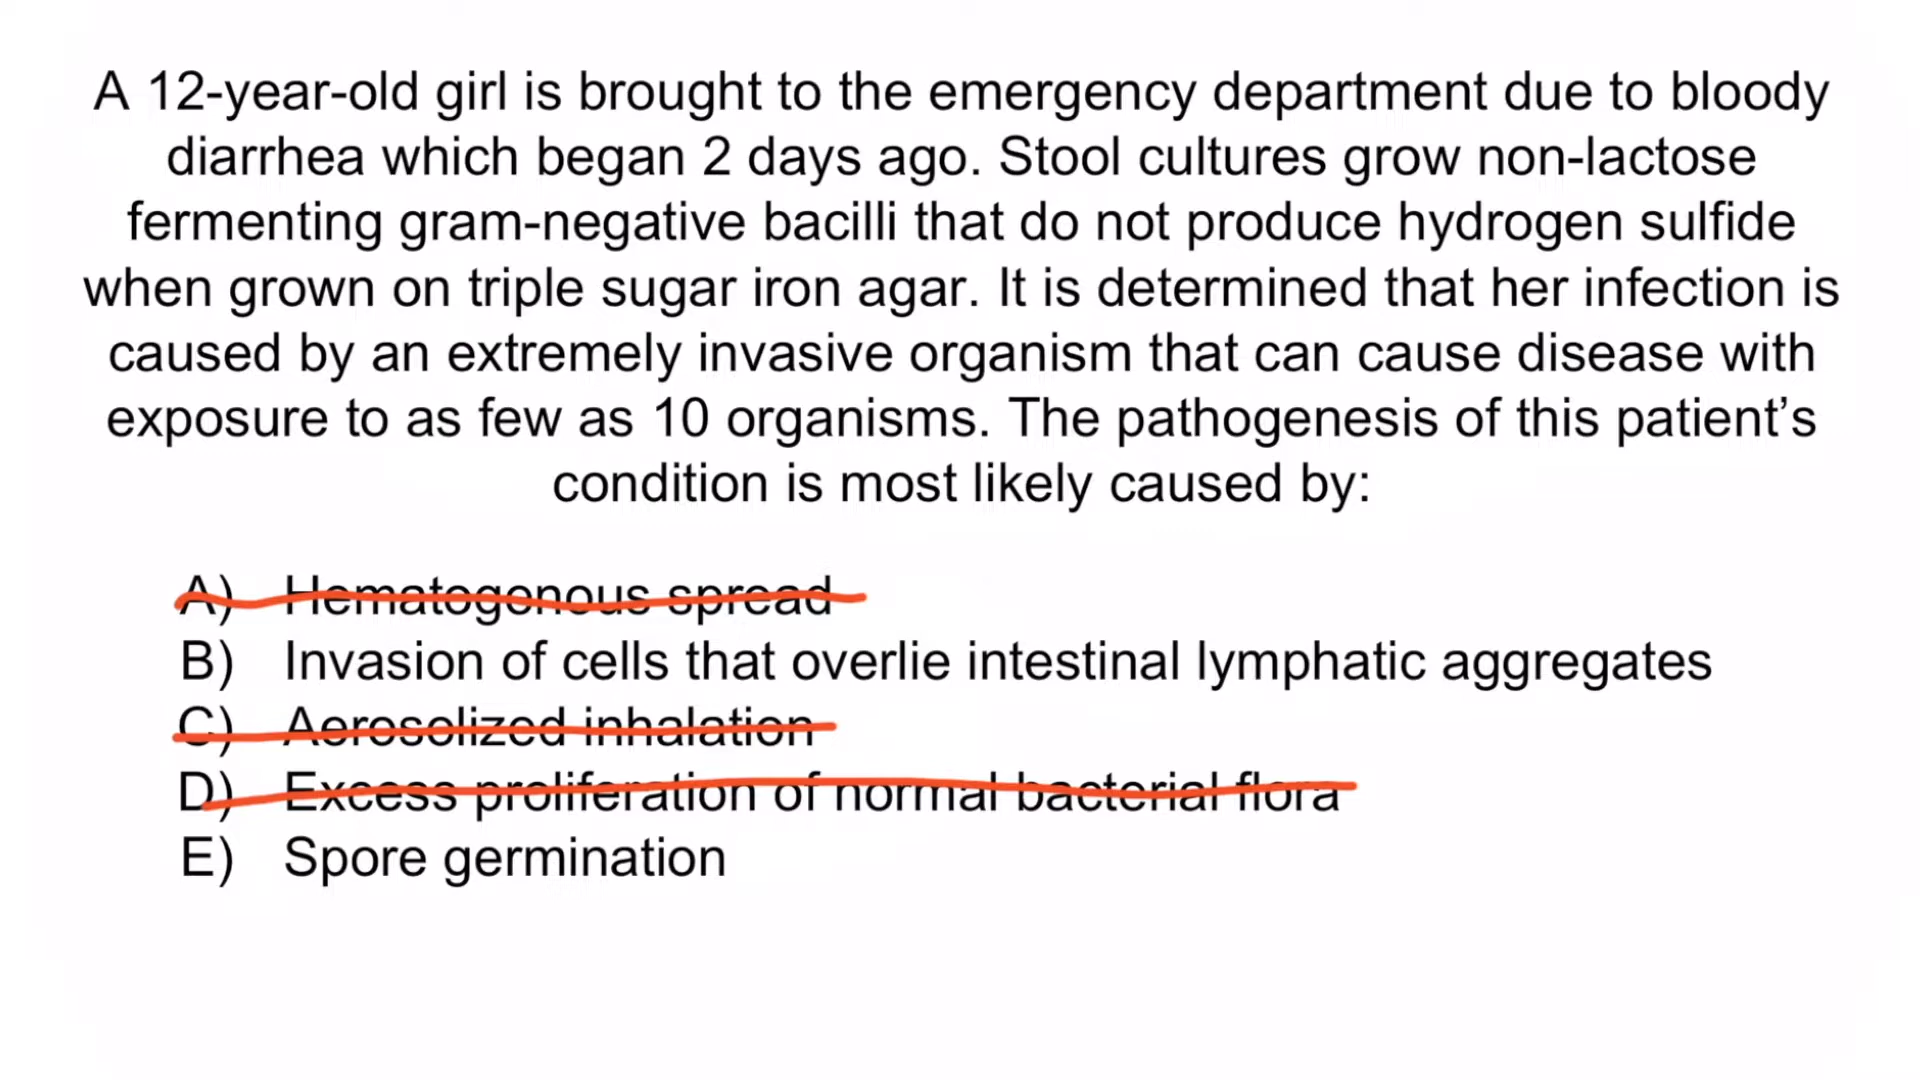 A 12-year-old girl is brought to the emergency department due to bloody
diarrhea which began 2 days ago. Stool cultures grow non-lactose
fermenting gram-negative bacilli that do not produce hydrogen sulfide
when grown on triple sugar iron agar. It is determined that her infection is
caused by an extremely invasive organism that can cause disease with
exposure to as few as 10 organisms. The pathogenesis of this patient’s
condition is most likely caused by:
A) Hematogenous spread
B) Invasion of cells that overlie intestinal lymphatic aggregates
C) Aerosolized inhalation
D) Excess proliferation of normal bacterial flora
E) Spore germination